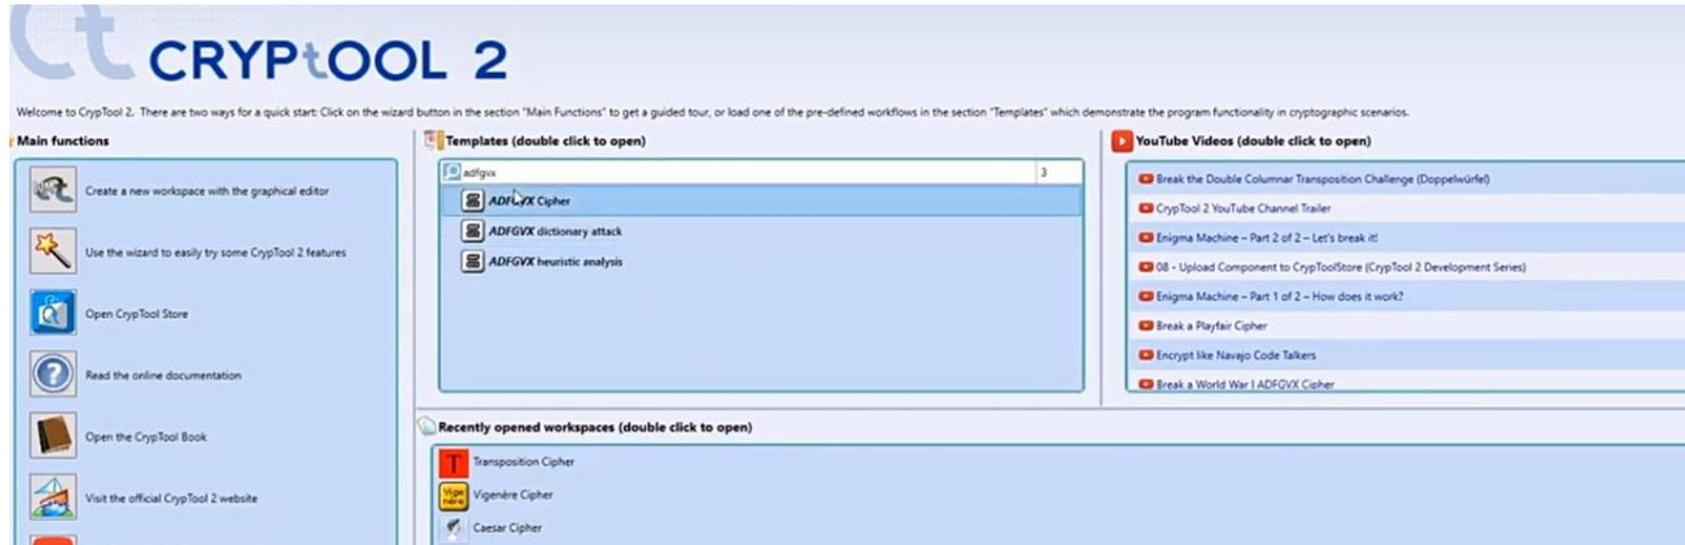 Ct
CRYPtOOL 2
Welcome to CrypTool 2. There are two ways for a quick start: Click on the wizard button in the section "Main Functions" to get a guided tour, or load one of the pre-defined workflows in the section "Templates" which demonstrate the program functionality in cryptographic scenarios.
Main functions
Create a new workspace with the graphical editor
Use the wizard to easily try some CrypTool 2 features
Open CrypTool Store
Read the online documentation
Open the CrypTool Book
Visit the official CrypTool 2 website
Templates (double click to open)
adfgvx 3
ADFGVX Cipher
ADFGVX dictionary attack
ADFGVX heuristic analysis
YouTube Videos (double click to open)
Break the Double Columnar Transposition Challenge (Doppelwürfel)
CrypTool 2 YouTube Channel Trailer
Enigma Machine – Part 2 of 2 – Let's break it!
08 - Upload Component to CrypToolStore (CrypTool 2 Development Series)
Enigma Machine – Part 1 of 2 – How does it work?
Break a Playfair Cipher
Encrypt like Navajo Code Talkers
Break a World War I ADFGVX Cipher
Recently opened workspaces (double click to open)
T Transposition Cipher
Vige nère Vigenère Cipher
Caesar Cipher